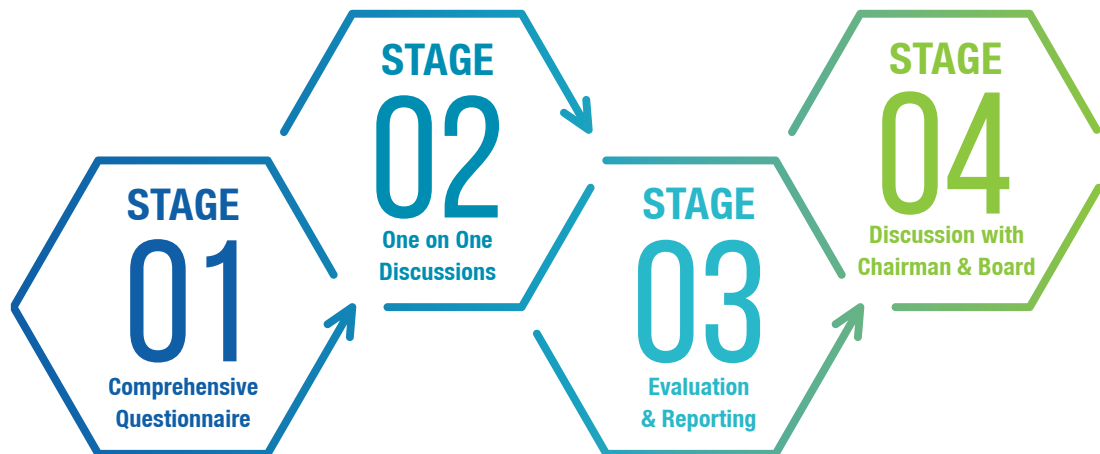 STAGE
01
Comprehensive
Questionnaire
STAGE
02
One on One
Discussions
STAGE
03
Evaluation
& Reporting
STAGE
04
Discussion with
Chairman & Board